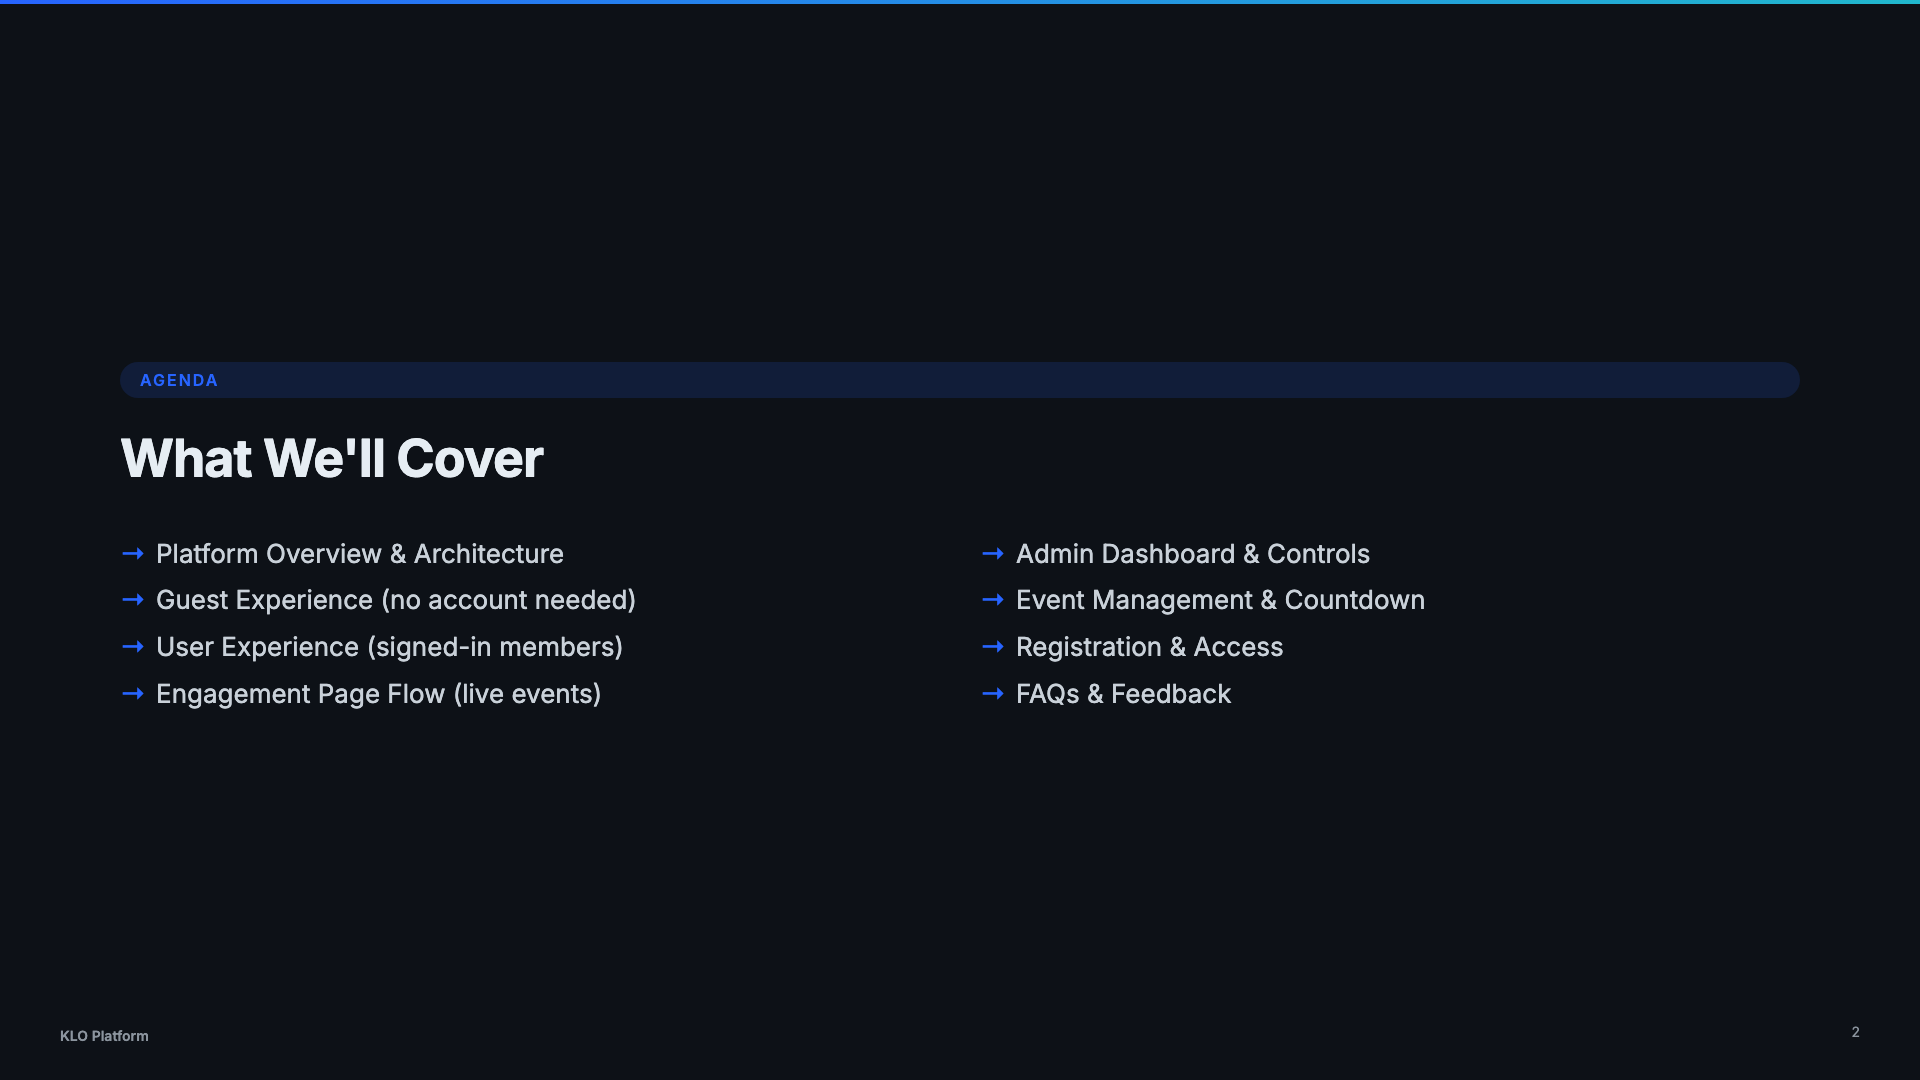 AGENDA
What We'll Cover
→ Platform Overview & Architecture
→ Guest Experience (no account needed)
→ User Experience (signed-in members)
→ Engagement Page Flow (live events)
→ Admin Dashboard & Controls
→ Event Management & Countdown
→ Registration & Access
→ FAQs & Feedback
KLO Platform
2